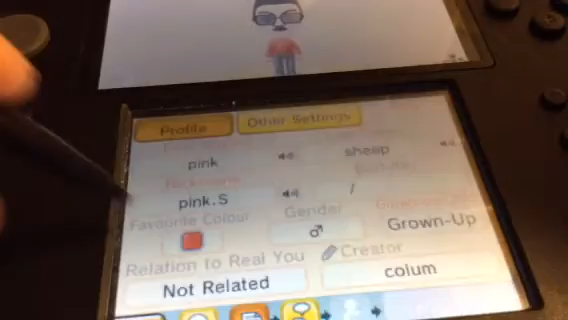 Profile Other Settings
pink sheep
Nickname
pink.S /
Favourite Colour Gender
♂ Grown-Up
Relation to Real You Creator
Not Related colum